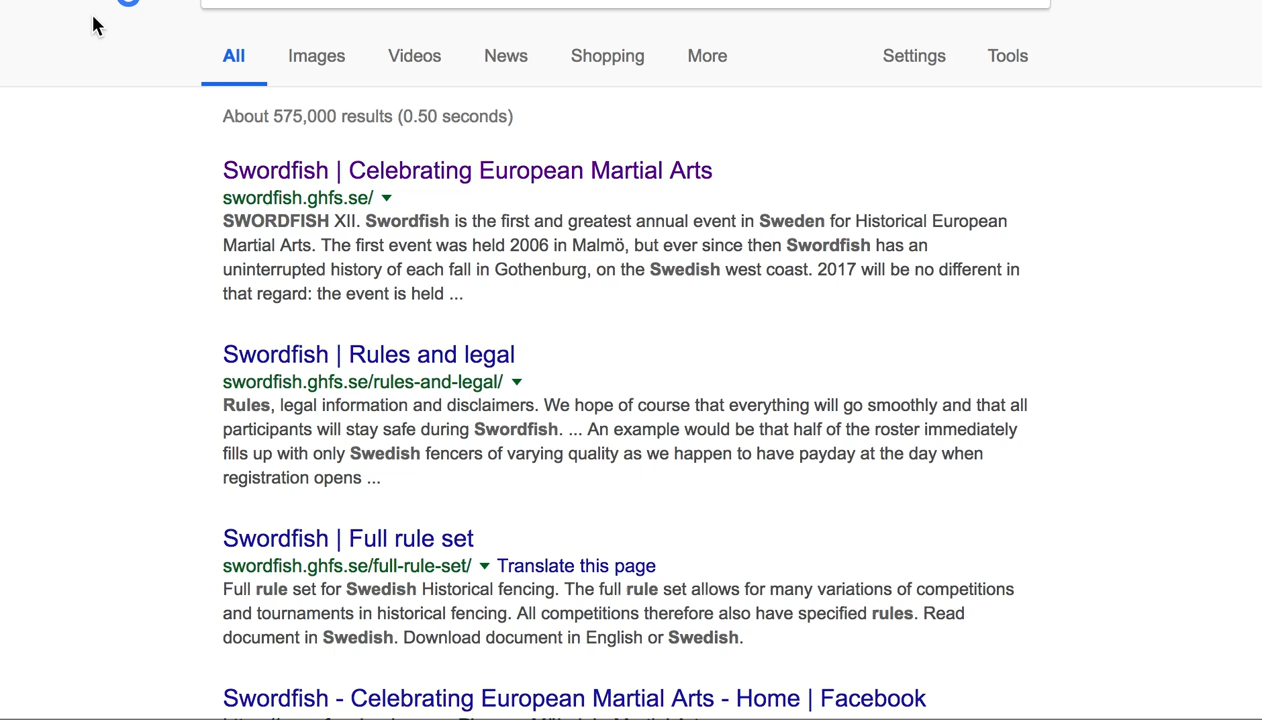 All Images Videos News Shopping More Settings Tools
About 575,000 results (0.50 seconds)
Swordfish | Celebrating European Martial Arts
swordfish.ghfs.se/
SWORDFISH XII. Swordfish is the first and greatest annual event in Sweden for Historical European
Martial Arts. The first event was held 2006 in Malmö, but ever since then Swordfish has an
uninterrupted history of each fall in Gothenburg, on the Swedish west coast. 2017 will be no different in
that regard: the event is held ...
Swordfish | Rules and legal
swordfish.ghfs.se/rules-and-legal/
Rules, legal information and disclaimers. We hope of course that everything will go smoothly and that all
participants will stay safe during Swordfish. ... An example would be that half of the roster immediately
fills up with only Swedish fencers of varying quality as we happen to have payday at the day when
registration opens ...
Swordfish | Full rule set
swordfish.ghfs.se/full-rule-set/ Translate this page
Full rule set for Swedish Historical fencing. The full rule set allows for many variations of competitions
and tournaments in historical fencing. All competitions therefore also have specified rules. Read
document in Swedish. Download document in English or Swedish.
Swordfish - Celebrating European Martial Arts - Home | Facebook